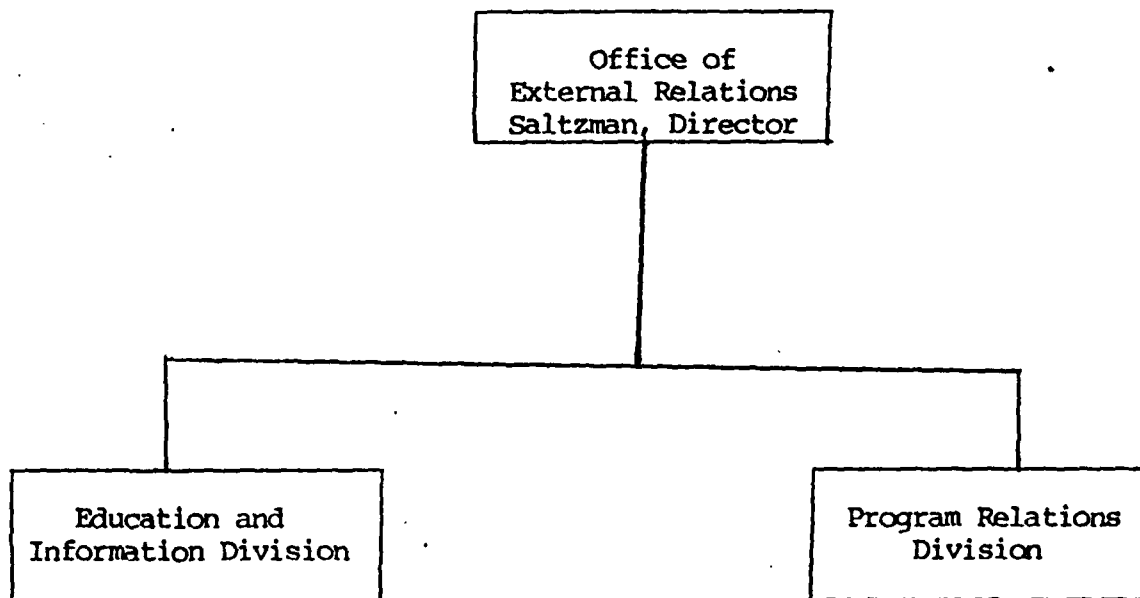 Office of
External Relations
Saltzman, Director
Education and
Information Division
Program Relations
Division